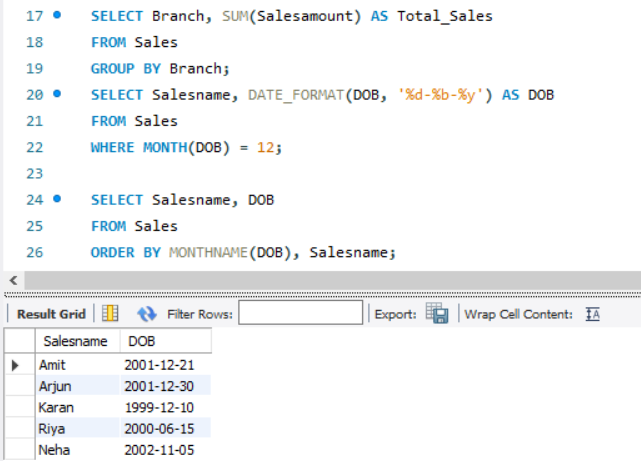 17 SELECT Branch, SUM(Salesamount) AS Total_Sales
18 FROM Sales
19 GROUP BY Branch;
20 SELECT Salesname, DATE_FORMAT(DOB, '%d-%b-%y') AS DOB
21 FROM Sales
22 WHERE MONTH(DOB) = 12;
23
24 SELECT Salesname, DOB
25 FROM Sales
26 ORDER BY MONTHNAME(DOB), Salesname;
Result Grid Filter Rows: Export: Wrap Cell Content: IA
Salesname DOB
Amit 2001-12-21
Arjun 2001-12-30
Karan 1999-12-10
Riya 2000-06-15
Neha 2002-11-05